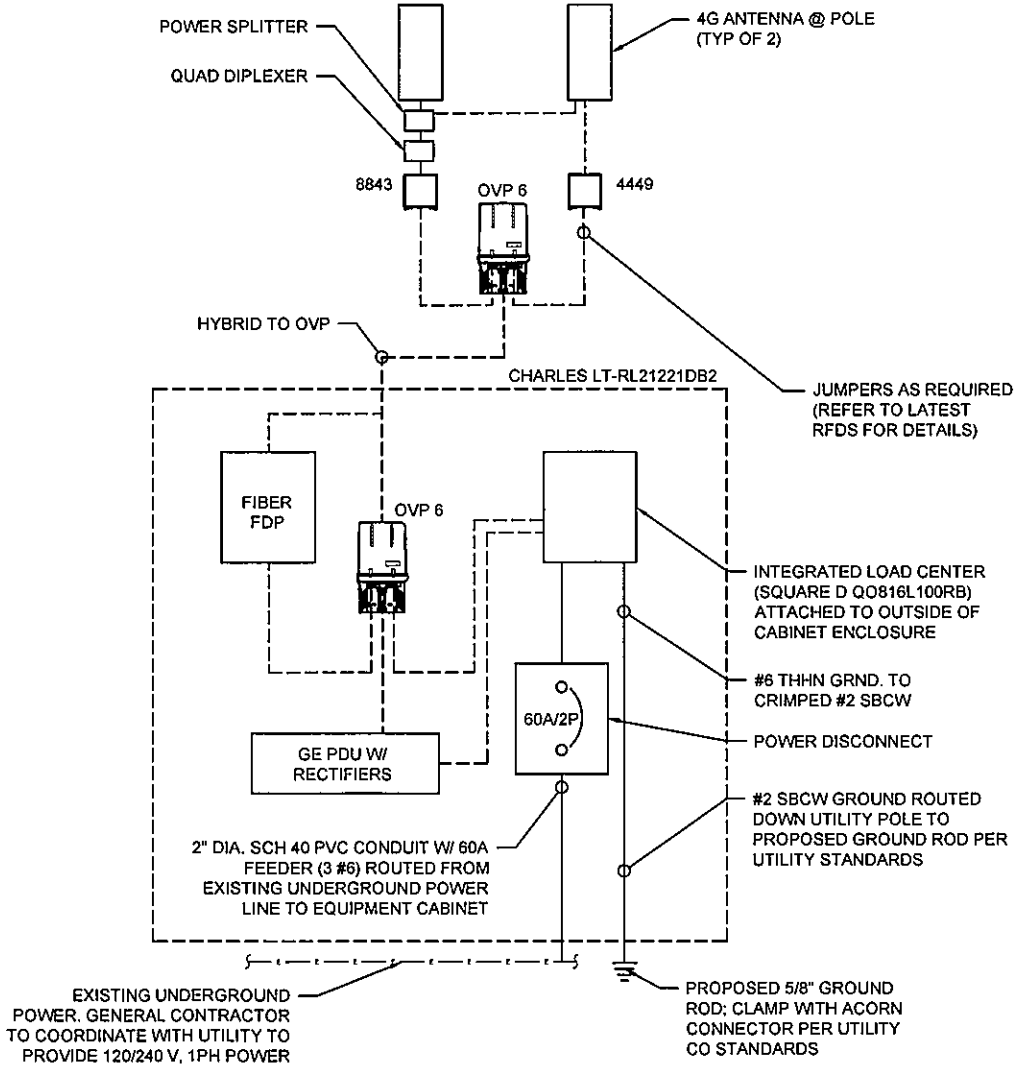 POWER SPLITTER
4G ANTENNA @ POLE
(TYP OF 2)
QUAD DIPLEXER
8843
OVP 6
4449
HYBRID TO OVP
CHARLES LT-RL21221DB2
JUMPERS AS REQUIRED
(REFER TO LATEST
RFDS FOR DETAILS)
FIBER
FDP
OVP 6
INTEGRATED LOAD CENTER
(SQUARE D QO816L100RB)
ATTACHED TO OUTSIDE OF
CABINET ENCLOSURE
#6 THHN GRND. TO
CRIMPED #2 SBCW
60A/2P
POWER DISCONNECT
GE PDU W/
RECTIFIERS
#2 SBCW GROUND ROUTED
DOWN UTILITY POLE TO
PROPOSED GROUND ROD PER
UTILITY STANDARDS
2" DIA. SCH 40 PVC CONDUIT W/ 60A
FEEDER (3 #6) ROUTED FROM
EXISTING UNDERGROUND POWER
LINE TO EQUIPMENT CABINET
E E E E E E E
EXISTING UNDERGROUND
POWER. GENERAL CONTRACTOR
TO COORDINATE WITH UTILITY TO
PROVIDE 120/240 V, 1PH POWER
PROPOSED 5/8" GROUND
ROD; CLAMP WITH ACORN
CONNECTOR PER UTILITY
CO STANDARDS